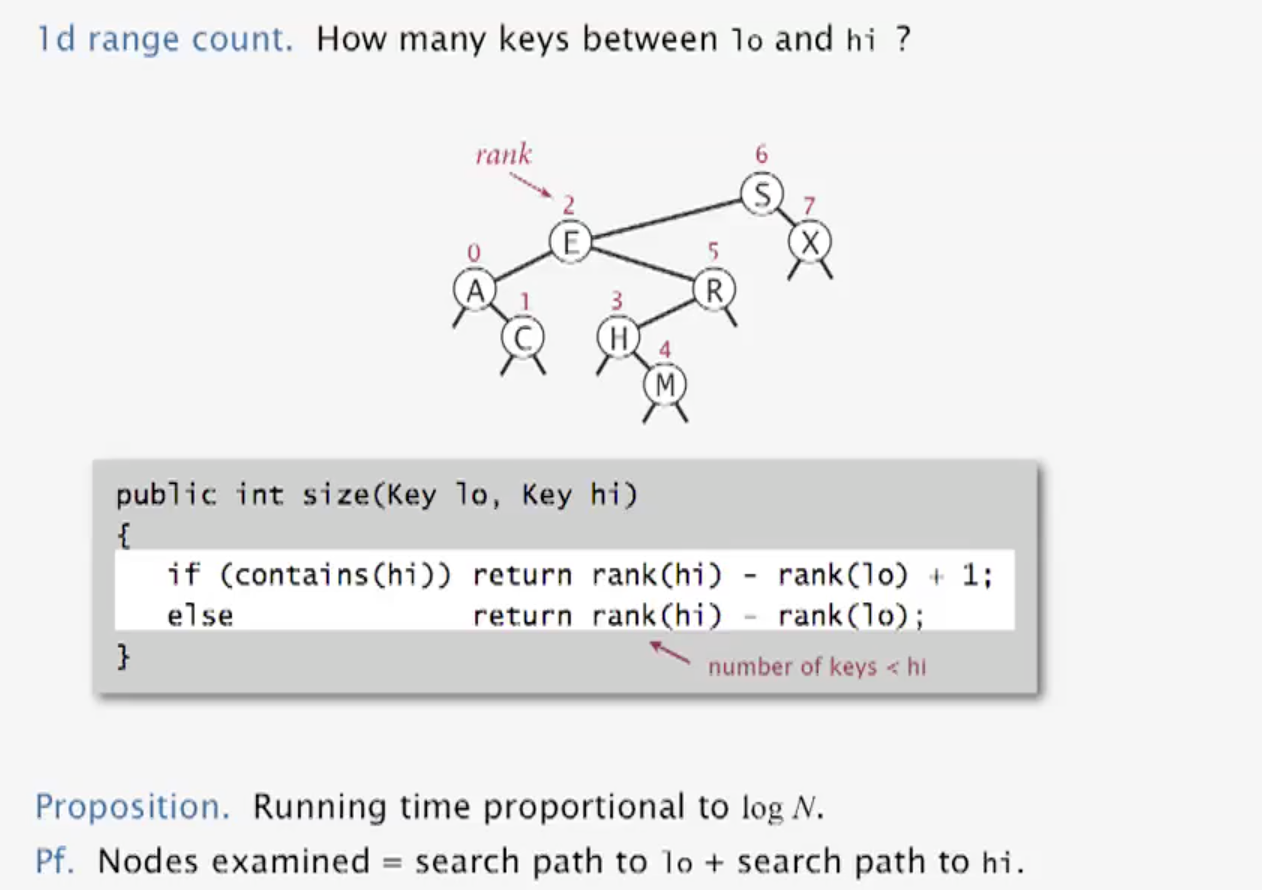 1d range count. How many keys between lo and hi ?
rank
6
2
S
7
E
X
0
5
A
R
1
3
C
H
4
M
public int size(Key lo, Key hi)
{
if (contains(hi)) return rank(hi) - rank(lo) + 1;
else return rank(hi) - rank(lo);
}
number of keys < hi
Proposition. Running time proportional to log N.
Pf. Nodes examined = search path to lo + search path to hi.